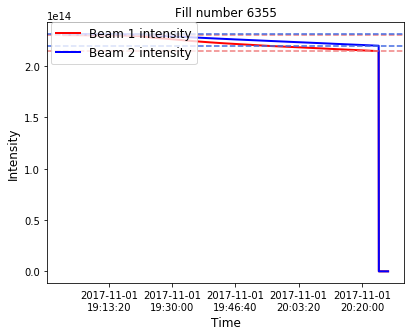 Fill number 6355
1e14
Beam 1 intensity
Beam 2 intensity
2.0
1.5
1.0
0.5
0.0
Intensity
2017-11-01 2017-11-01 2017-11-01 2017-11-01 2017-11-01
19:13:20 19:30:00 19:46:40 20:03:20 20:20:00
Time